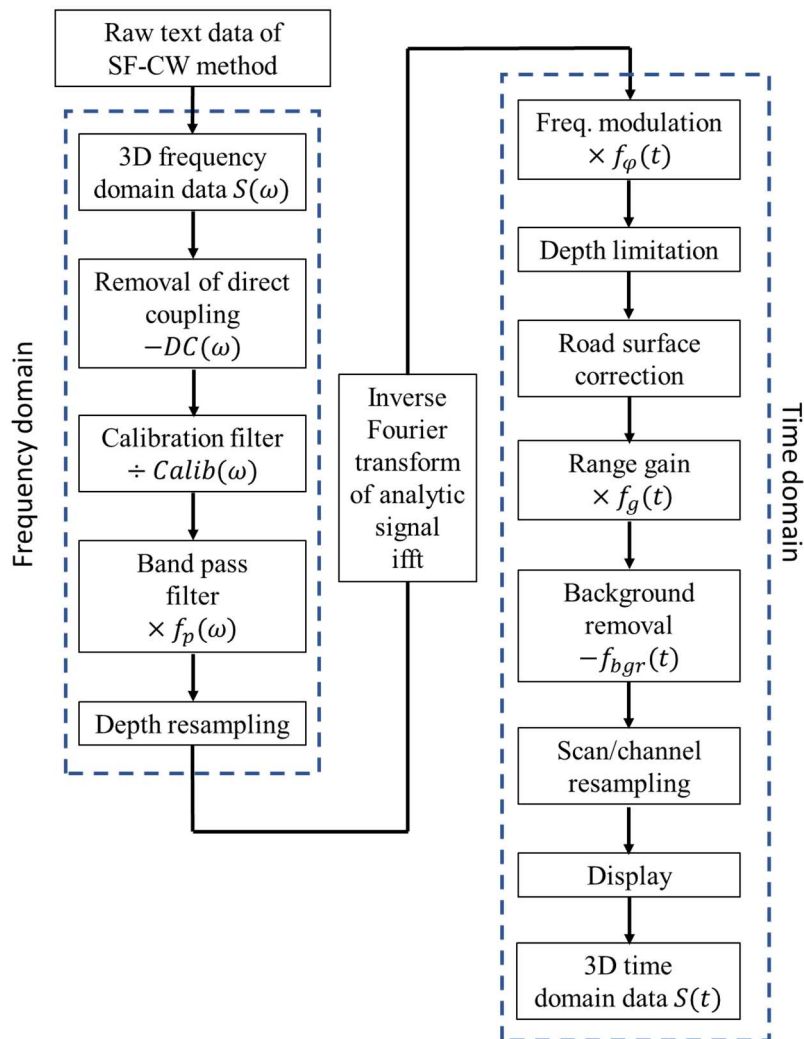 Raw text data of
SF-CW method
3D frequency
domain data S(ω)
Removal of direct
coupling
−DC(ω)
Calibration filter
÷ Calib(ω)
Band pass
filter
× f_p(ω)
Depth resampling
Frequency domain
Inverse
Fourier
transform
of analytic
signal
ifft
Freq. modulation
× f_φ(t)
Depth limitation
Road surface
correction
Range gain
× f_g(t)
Background
removal
−f_bgr(t)
Scan/channel
resampling
Display
3D time
domain data S(t)
Time domain